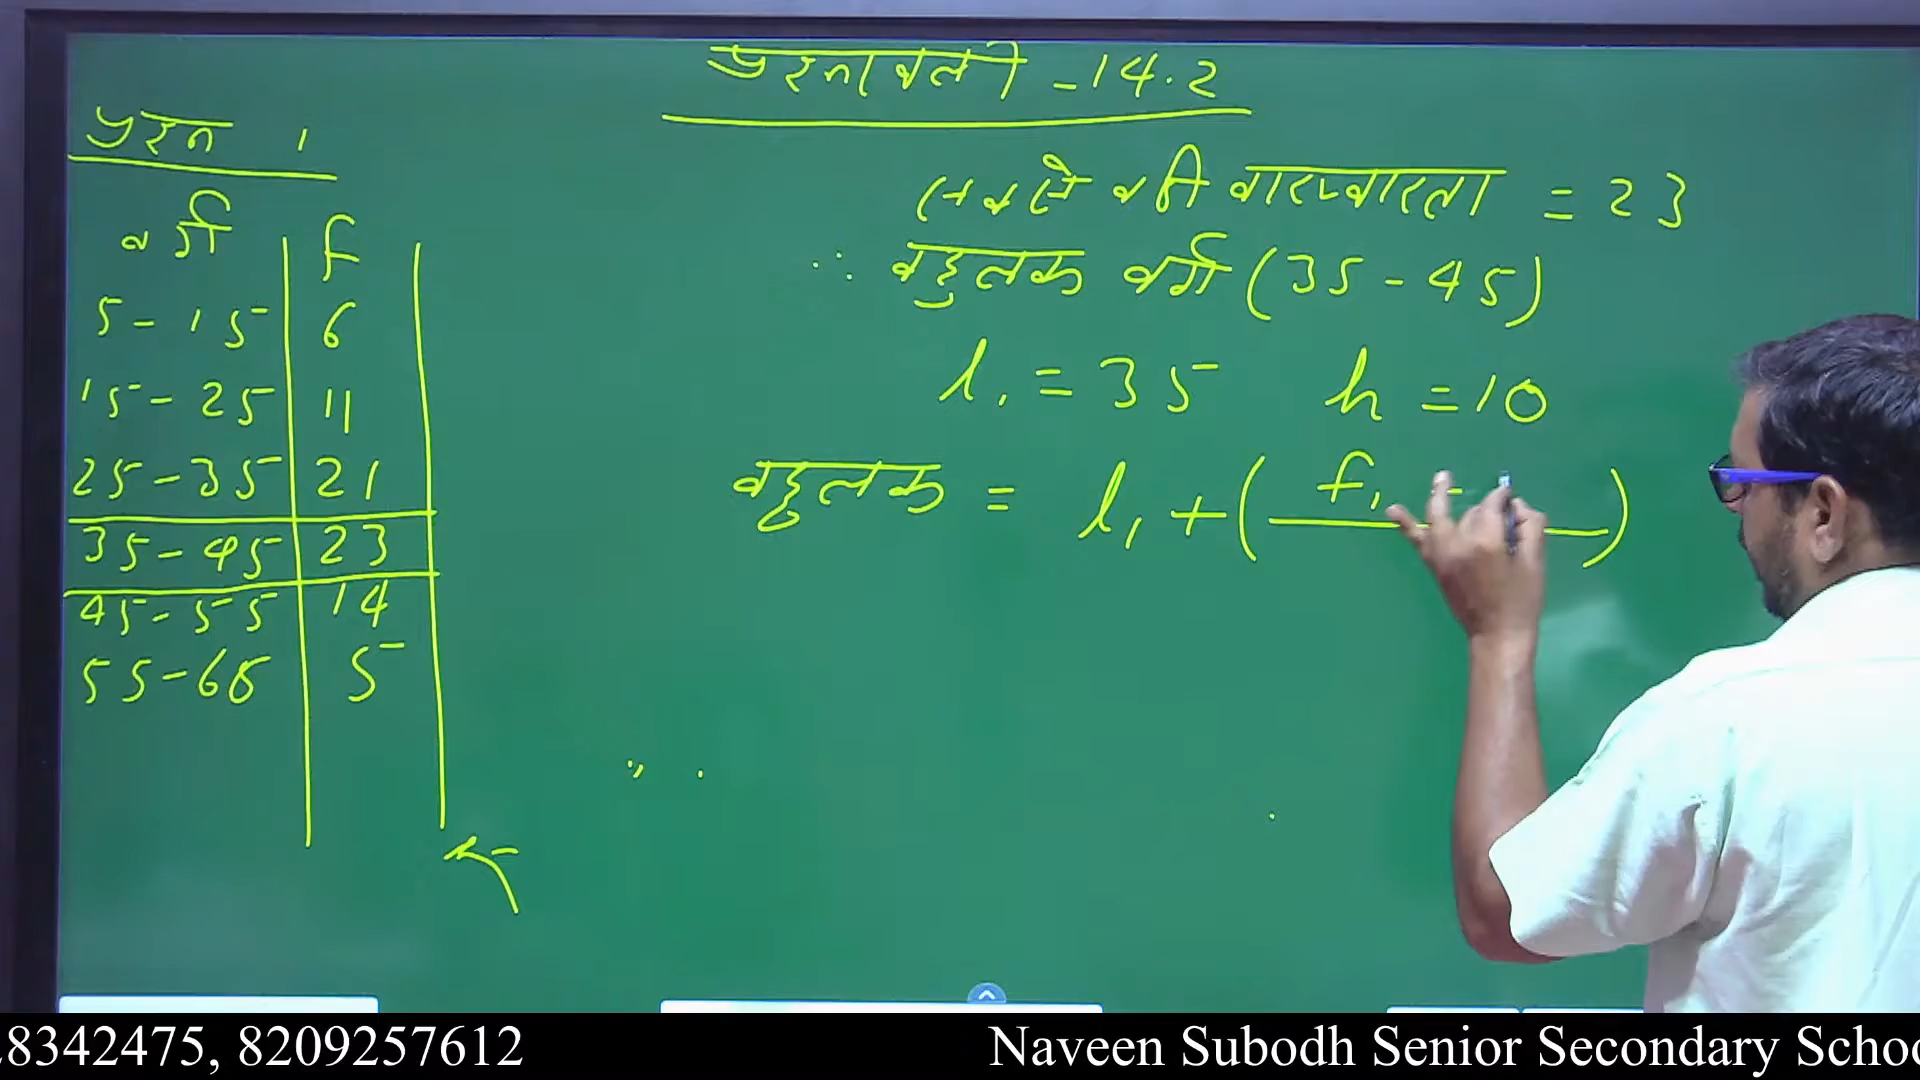 प्रश्नावली - 14.2
प्रश्न 1
वर्ग f
5 - 15 6
15 - 25 11
25 - 35 21
35 - 45 23
45 - 55 14
55 - 65 5
सबसे बडी बारम्बारता = 23
∴ बहुलक वर्ग (35 - 45)
l₁ = 35 h = 10
बहुलक = l₁ + ( f₁ - )
8342475, 8209257612
Naveen Subodh Senior Secondary Schoo